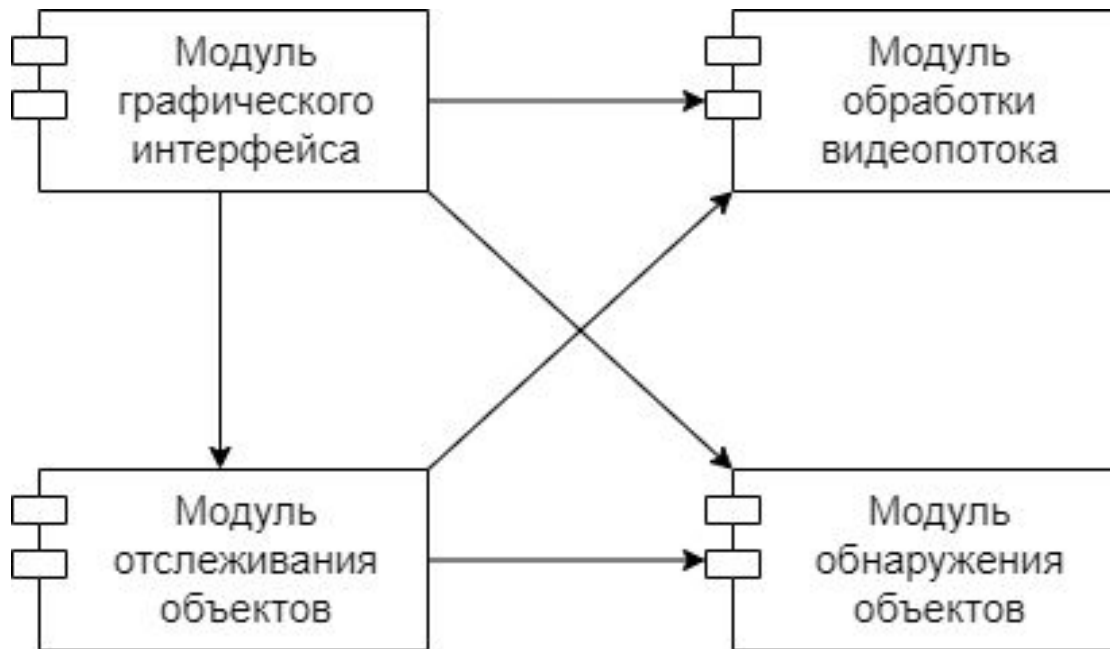 Модуль
графического
интерфейса
Модуль
обработки
видеопотока
Модуль
отслеживания
объектов
Модуль
обнаружения
объектов